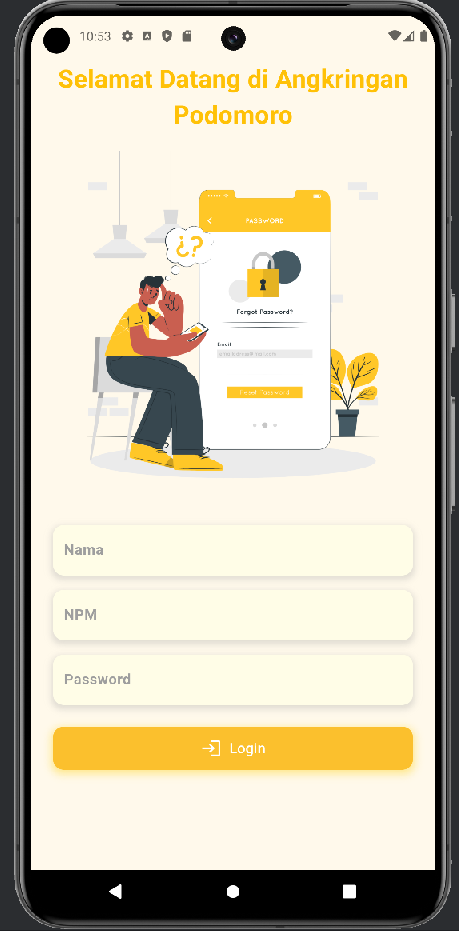 10:53
Selamat Datang di Angkringan
Podomoro
PASSWORD
¿?
Forgot Password?
Email
Reset Password
Nama
NPM
Password
Login